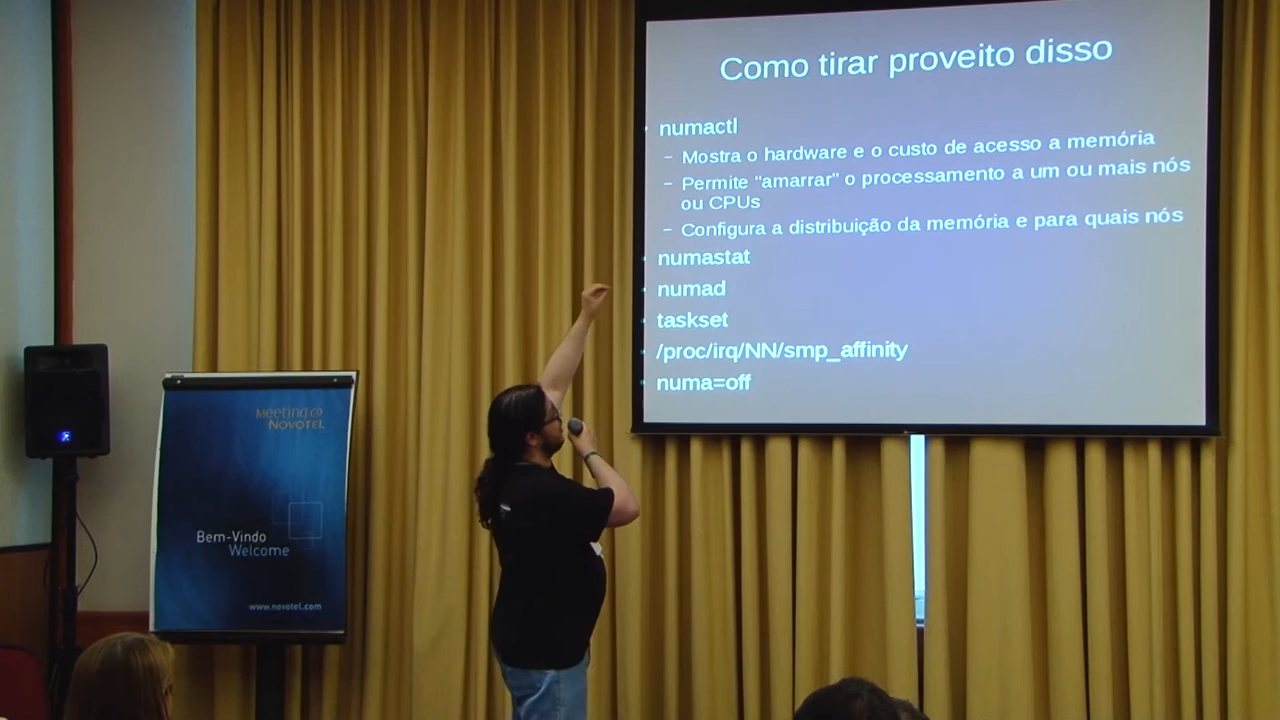 Como tirar proveito disso
numactl
– Mostra o hardware e o custo de acesso a memória
– Permite "amarrar" o processamento a um ou mais nós
ou CPUs
– Configura a distribuição da memória e para quais nós
numastat
numad
taskset
/proc/irq/NN/smp_affinity
numa=off
Meeting@
NOVOTEL
Bem-Vindo
Welcome
www.novotel.com